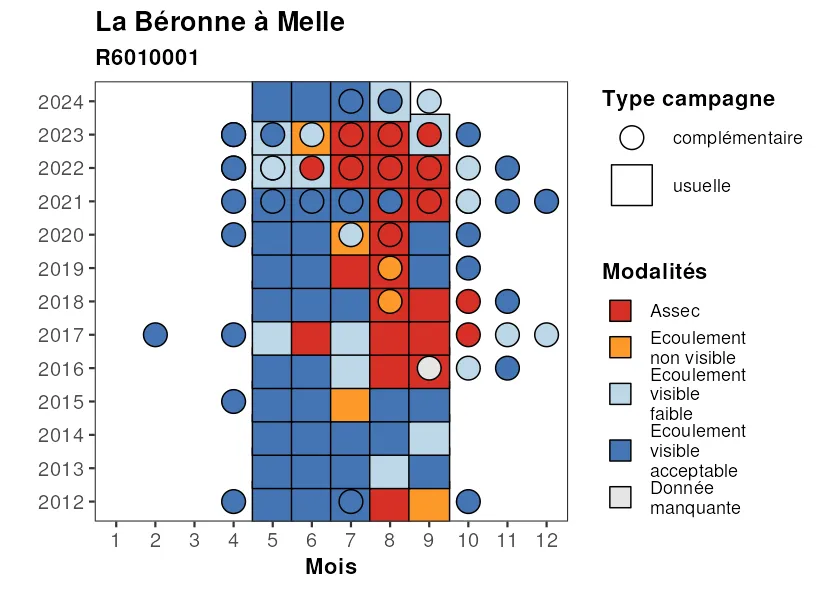 La Béronne à Melle
R6010001
2024
2023
2022
2021
2020
2019
2018
2017
2016
2015
2014
2013
2012
1 2 3 4 5 6 7 8 9 10 11 12
Mois
Type campagne
complémentaire
usuelle
Modalités
Assec
Ecoulement
non visible
Ecoulement
visible
faible
Ecoulement
visible
acceptable
Donnée
manquante